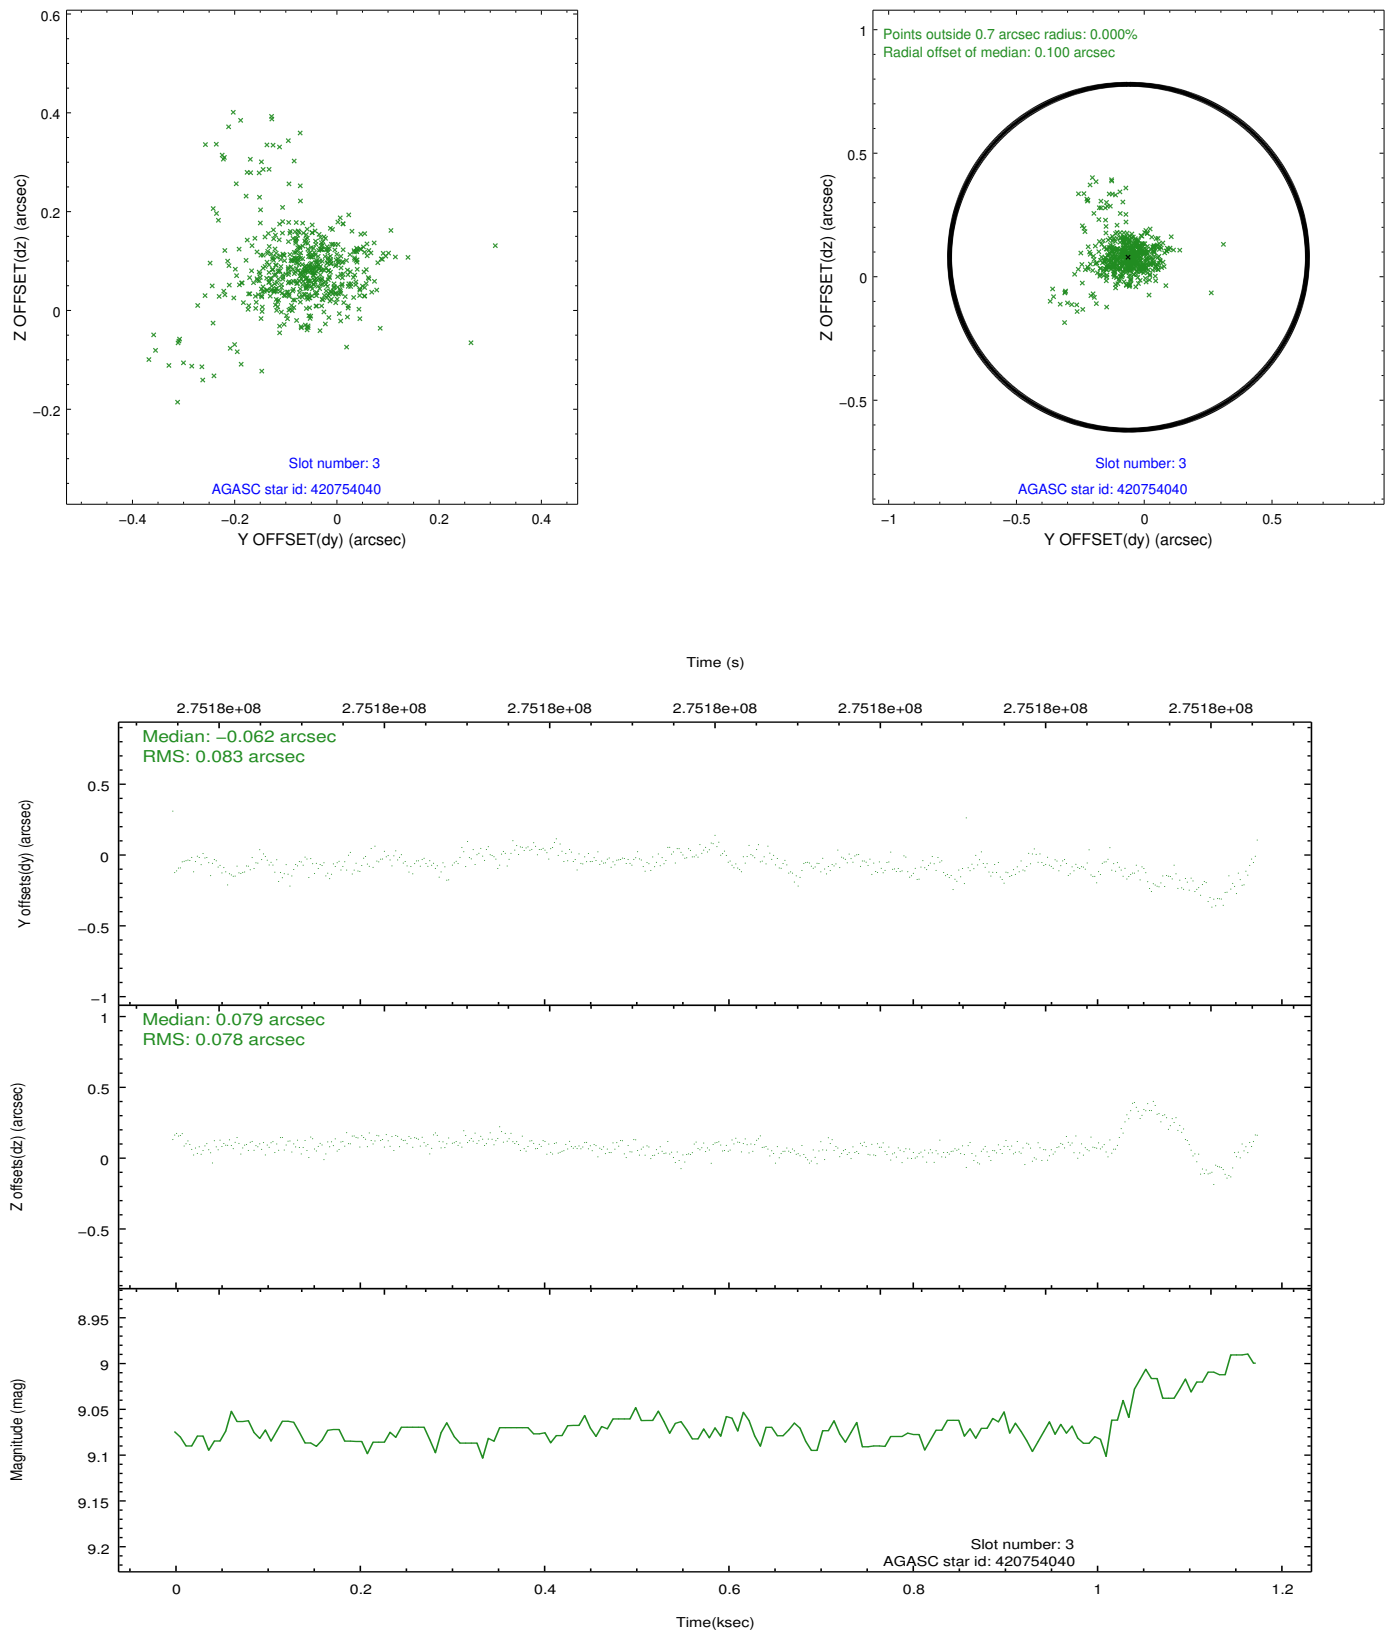 0.6
0.4
0.2
0
−0.2
Z OFFSET(dz) (arcsec)
Slot number: 3
AGASC star id: 420754040
−0.4
−0.2
0
0.2
0.4
Y OFFSET(dy) (arcsec)
Points outside 0.7 arcsec radius: 0.000%
Radial offset of median: 0.100 arcsec
1
0.5
0
−0.5
Z OFFSET(dz) (arcsec)
Slot number: 3
AGASC star id: 420754040
−1
−0.5
0
0.5
Y OFFSET(dy) (arcsec)
Time (s)
2.7518e+08 2.7518e+08 2.7518e+08 2.7518e+08 2.7518e+08 2.7518e+08 2.7518e+08
Median: −0.062 arcsec
RMS: 0.083 arcsec
0.5
0
−0.5
−1
Y offsets(dy) (arcsec)
Median: 0.079 arcsec
RMS: 0.078 arcsec
1
0.5
0
−0.5
Z offsets(dz) (arcsec)
8.95
9
9.05
9.1
9.15
9.2
Magnitude (mag)
Slot number: 3
AGASC star id: 420754040
0 0.2 0.4 0.6 0.8 1 1.2
Time(ksec)